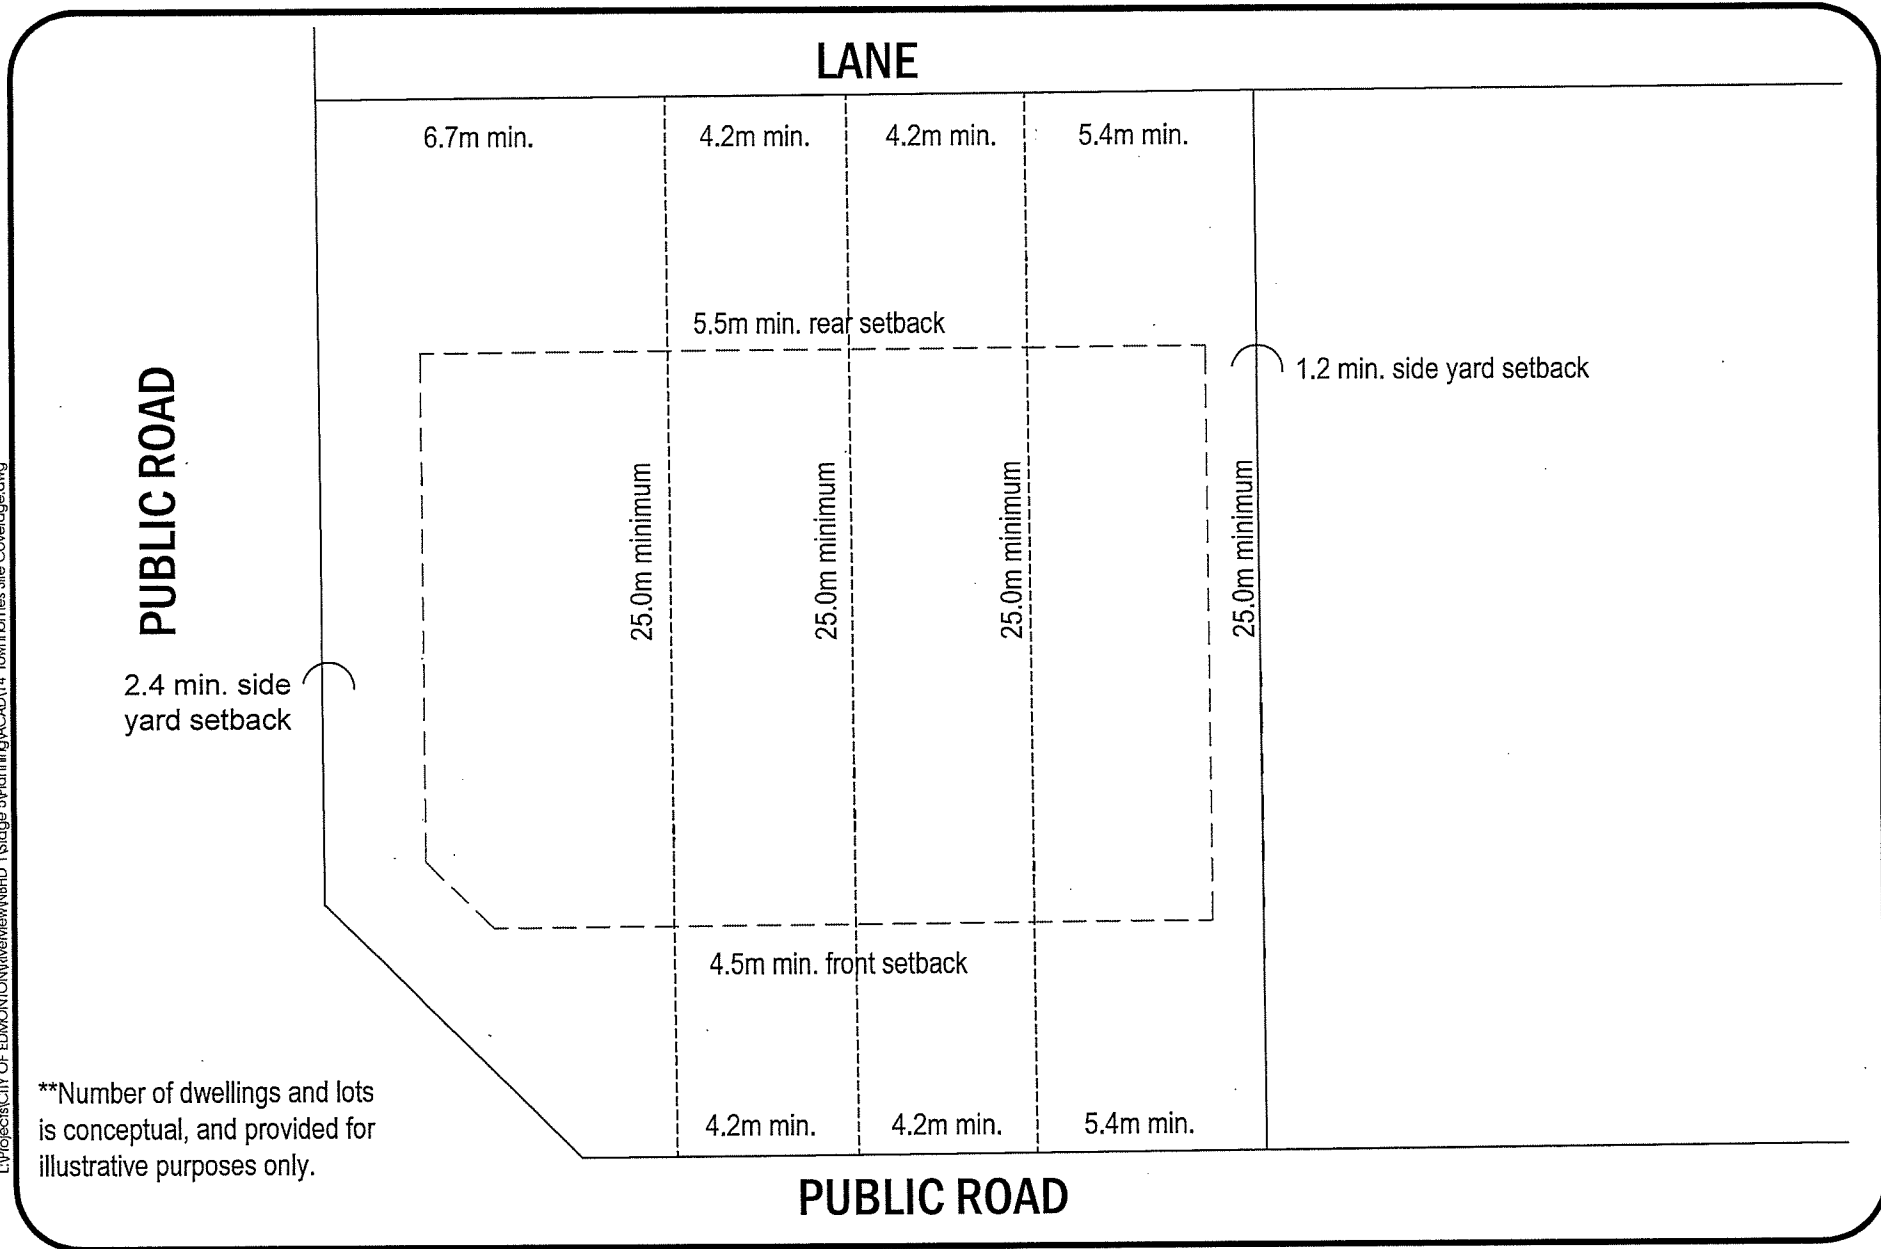 LANE
6.7m min.
4.2m min.
4.2m min.
5.4m min.
5.5m min. rear setback
1.2 min. side yard setback
PUBLIC ROAD
25.0m minimum
25.0m minimum
25.0m minimum
25.0m minimum
2.4 min. side
yard setback
4.5m min. front setback
**Number of dwellings and lots
is conceptual, and provided for
illustrative purposes only.
4.2m min.
4.2m min.
5.4m min.
PUBLIC ROAD